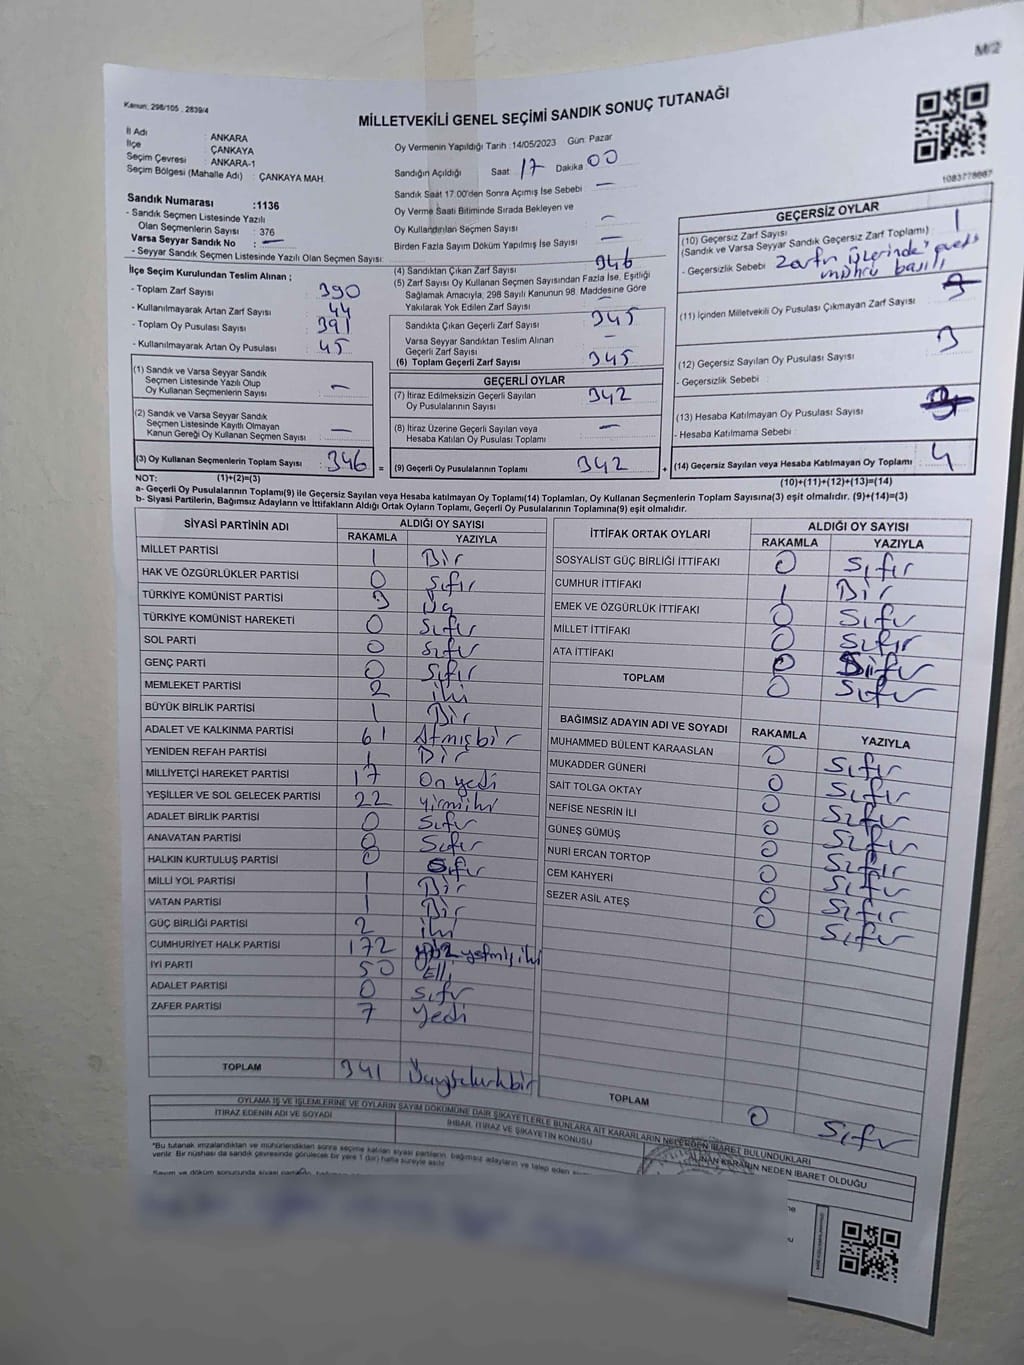 M/2
Kanun: 298/105 , 2839/4
MİLLETVEKİLİ GENEL SEÇİMİ SANDIK SONUÇ TUTANAĞI
İl Adı : ANKARA
İlçe : ÇANKAYA
Seçim Çevresi : ANKARA-1
Seçim Bölgesi (Mahalle Adı) : ÇANKAYA MAH.
Sandık Numarası :1136
- Sandık Seçmen Listesinde Yazılı
Olan Seçmenlerin Sayısı : 376
Varsa Seyyar Sandık No : —
- Seyyar Sandık Seçmen Listesinde Yazılı Olan Seçmen Sayısı:
Oy Vermenin Yapıldığı Tarih :14/05/2023 Gün: Pazar
Sandığın Açıldığı Saat 17 Dakika 00
Sandık Saat 17.00'den Sonra Açımış İse Sebebi —
Oy Verme Saati Bitiminde Sırada Bekleyen ve
Oy Kullandırılan Seçmen Sayısı —
Birden Fazla Sayım Döküm Yapılmış İse Sayısı —
1083778667
İlçe Seçim Kurulundan Teslim Alınan ;
- Toplam Zarf Sayısı : 390
- Kullanılmayarak Artan Zarf Sayısı : 44
- Toplam Oy Pusulası Sayısı : 391
- Kullanılmayarak Artan Oy Pusulası : 45
(1) Sandık ve Varsa Seyyar Sandık
Seçmen Listesinde Yazılı Olup
Oy Kullanan Seçmenlerin Sayısı : —
(2) Sandık ve Varsa Seyyar Sandık
Seçmen Listesinde Kayıtlı Olmayan
Kanun Gereği Oy Kullanan Seçmen Sayısı : —
(3) Oy Kullanan Seçmenlerin Toplam Sayısı : 346 =
(4) Sandıktan Çıkan Zarf Sayısı 346
(5) Zarf Sayısı Oy Kullanan Seçmen Sayısından Fazla İse, Eşitliği
Sağlamak Amacıyla, 298 Sayılı Kanunun 98. Maddesine Göre
Yakılarak Yok Edilen Zarf Sayısı —
Sandıkta Çıkan Geçerli Zarf Sayısı 345
Varsa Seyyar Sandıktan Teslim Alınan
Geçerli Zarf Sayısı —
(6) Toplam Geçerli Zarf Sayısı 345
GEÇERLİ OYLAR
(7) İtiraz Edilmeksizin Geçerli Sayılan
Oy Pusulalarının Sayısı 342
(8) İtiraz Üzerine Geçerli Sayılan veya
Hesaba Katılan Oy Pusulası Toplamı —
(9) Geçerli Oy Pusulalarının Toplamı 342 +
GEÇERSİZ OYLAR
(10) Geçersiz Zarf Sayısı 1
(Sandık ve Varsa Seyyar Sandık Geçersiz Zarf Toplamı)
- Geçersizlik Sebebi : Zarfın üzerinde
mührü basılı
(11) İçinden Milletvekili Oy Pusulası Çıkmayan Zarf Sayısı
(12) Geçersiz Sayılan Oy Pusulası Sayısı 3
- Geçersizlik Sebebi :
(13) Hesaba Katılmayan Oy Pusulası Sayısı
- Hesaba Katılmama Sebebi :
(14) Geçersiz Sayılan veya Hesaba Katılmayan Oy Toplamı 4
NOT: (1)+(2)=(3) (10)+(11)+(12)+(13)=(14)
a- Geçerli Oy Pusulalarının Toplamı(9) ile Geçersiz Sayılan veya Hesaba katılmayan Oy Toplamı(14) Toplamları, Oy Kullanan Seçmenlerin Toplam Sayısına(3) eşit olmalıdır. (9)+(14)=(3)
b- Siyasi Partilerin, Bağımsız Adayların ve İttifakların Aldığı Ortak Oyların Toplamı, Geçerli Oy Pusulalarının Toplamına(9) eşit olmalıdır.
SİYASİ PARTİNİN ADI ALDIĞI OY SAYISI
RAKAMLA YAZIYLA
MİLLET PARTİSİ 1 Bir
HAK VE ÖZGÜRLÜKLER PARTİSİ 0 Sıfır
TÜRKİYE KOMÜNİST PARTİSİ 3 Üç
TÜRKİYE KOMÜNİST HAREKETİ 0 Sıfır
SOL PARTİ 0 Sıfır
GENÇ PARTİ 0 Sıfır
MEMLEKET PARTİSİ 2 iki
BÜYÜK BİRLİK PARTİSİ 1 Bir
ADALET VE KALKINMA PARTİSİ 61 Atmışbir
YENİDEN REFAH PARTİSİ 1 Bir
MİLLİYETÇİ HAREKET PARTİSİ 17 On yedi
YEŞİLLER VE SOL GELECEK PARTİSİ 22 yirmiiki
ADALET BİRLİK PARTİSİ 0 Sıfır
ANAVATAN PARTİSİ 0 Sıfır
HALKIN KURTULUŞ PARTİSİ 0 Sıfır
MİLLİ YOL PARTİSİ 1 Bir
VATAN PARTİSİ 1 Bir
GÜÇ BİRLİĞİ PARTİSİ 2 iki
CUMHURİYET HALK PARTİSİ 172 yüz yetmişiki
İYİ PARTİ 50 Elli
ADALET PARTİSİ 0 Sıfır
ZAFER PARTİSİ 7 Yedi
TOPLAM 341 Üçyüzkırkbir
İTTİFAK ORTAK OYLARI ALDIĞI OY SAYISI
RAKAMLA YAZIYLA
SOSYALİST GÜÇ BİRLİĞİ İTTİFAKI 0 Sıfır
CUMHUR İTTİFAKI 1 Bir
EMEK VE ÖZGÜRLÜK İTTİFAKI 0 Sıfır
MİLLET İTTİFAKI 0 Sıfır
ATA İTTİFAKI 0 Sıfır
TOPLAM 0 Sıfır
BAĞIMSIZ ADAYIN ADI VE SOYADI RAKAMLA YAZIYLA
MUHAMMED BÜLENT KARAASLAN 0 Sıfır
MUKADDER GÜNERİ 0 Sıfır
SAİT TOLGA OKTAY 0 Sıfır
NEFİSE NESRİN İLİ 0 Sıfır
GÜNEŞ GÜMÜŞ 0 Sıfır
NURİ ERCAN TORTOP 0 Sıfır
CEM KAHYERİ 0 Sıfır
SEZER ASİL ATEŞ 0 Sıfır
TOPLAM 0 Sıfır
OYLAMA İŞ VE İŞLEMLERİNE VE OYLARIN SAYIM DÖKÜMÜNE DAİR ŞİKAYETLERLE BUNLARA AİT KARARLARIN NELERDEN İBARET BULUNDUKLARI
İTİRAZ EDENİN ADI VE SOYADI İHBAR, İTİRAZ VE ŞİKAYETİN KONUSU ALINAN KARARIN NEDEN İBARET OLDUĞU
*Bu tutanak imzalandıktan ve mühürlendikten sonra seçime katılan siyasi partilerin, bağımsız adayların ve talep eden
verilir. Bir nüshası da sandık çevresinde görülecek bir yere 1 (bir) hafta süreyle asılır.